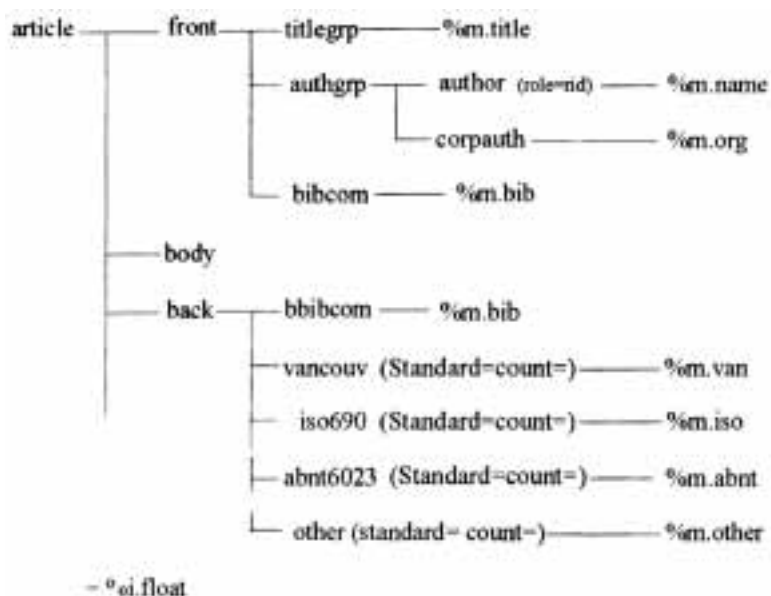 article front titlegrp %m.title
authgrp author (role=rid) %m.name
corpauth %m.org
bibcom %m.bib
body
back bbibcom %m.bib
vancouv (Standard=count=) %m.van
iso690 (Standard=count=) %m.iso
abnt6023 (Standard=count=) %m.abnt
other (standard= count=) %m.other
i.float